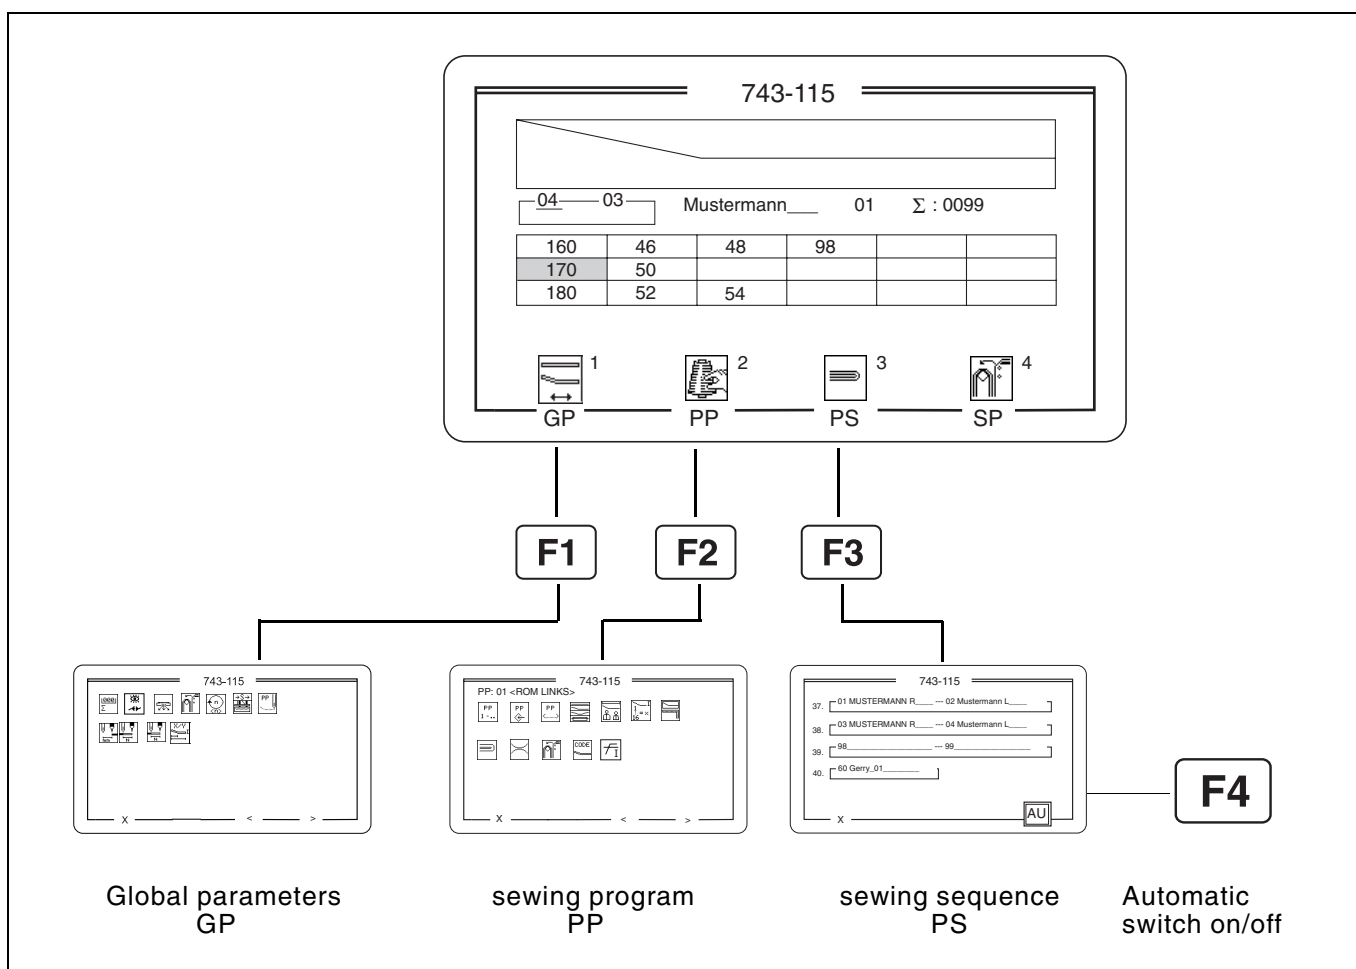 743-115
04 03 Mustermann___ 01 Σ : 0099
160 46 48 98
170 50
180 52 54
1 2 3 4
GP PP PS SP
F1 F2 F3
743-115
X < >
743-115
PP: 01 <ROM LINKS>
PP PP PP
CODE
X < >
743-115
37. 01 MUSTERMANN R____ --- 02 Mustermann L____
38. 03 MUSTERMANN R____ --- 04 Mustermann L____
39. 98________________ --- 99________________
40. 60 Gerry_01________
X AU
F4
Global parameters
GP
sewing program
PP
sewing sequence
PS
Automatic
switch on/off